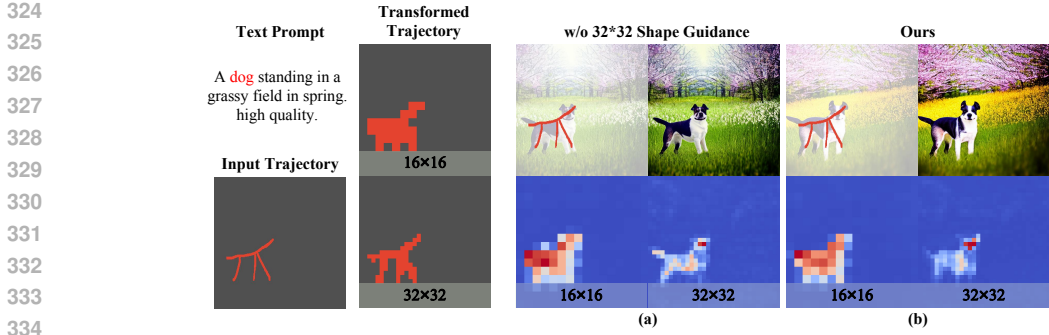 324
325
326
327
328
329
330
331
332
333
334
Text Prompt
A dog standing in a
grassy field in spring.
high quality.
Input Trajectory
Transformed
Trajectory
16×16
32×32
w/o 32*32 Shape Guidance
16×16
32×32
(a)
Ours
16×16
32×32
(b)